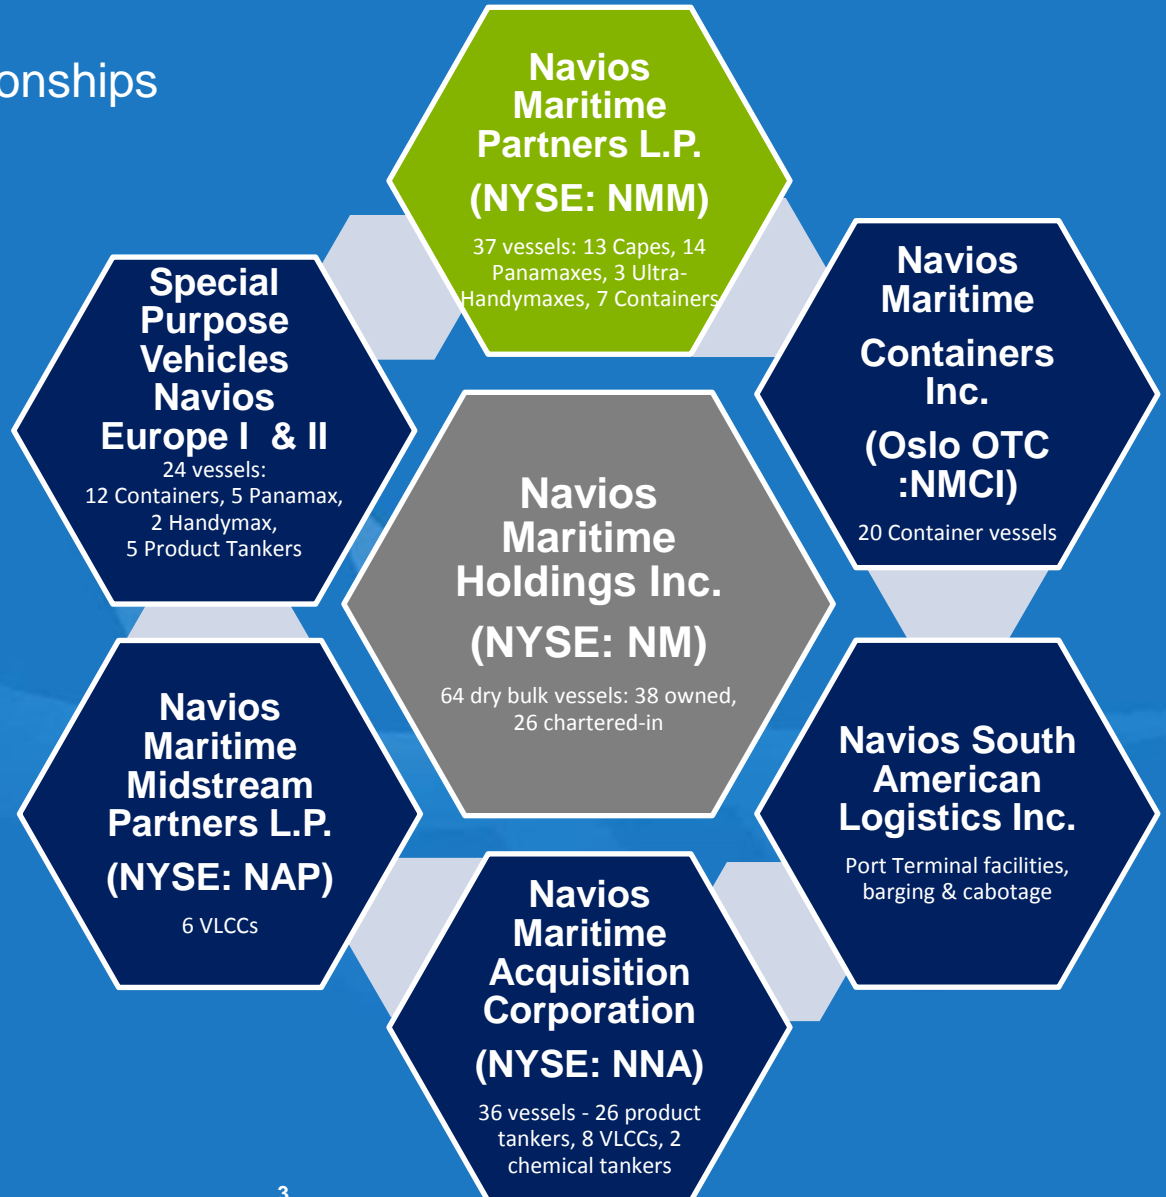 Navios
Maritime
Partners L.P.
(NYSE: NMM)
37 vessels: 13 Capes, 14
Panamaxes, 3 Ultra-
Handymaxes, 7 Containers
Navios
Maritime
Containers
Inc.
(Oslo OTC
:NMCI)
20 Container vessels
Navios South
American
Logistics Inc.
Port Terminal facilities,
barging & cabotage
Navios
Maritime
Acquisition
Corporation
(NYSE: NNA)
36 vessels - 26 product
tankers, 8 VLCCs, 2
chemical tankers
Navios
Maritime
Midstream
Partners L.P.
(NYSE: NAP)
6 VLCCs
Special
Purpose
Vehicles
Navios
Europe I & II
24 vessels:
12 Containers, 5 Panamax,
2 Handymax,
5 Product Tankers
Navios
Maritime
Holdings Inc.
(NYSE: NM)
64 dry bulk vessels: 38 owned,
26 chartered-in
3